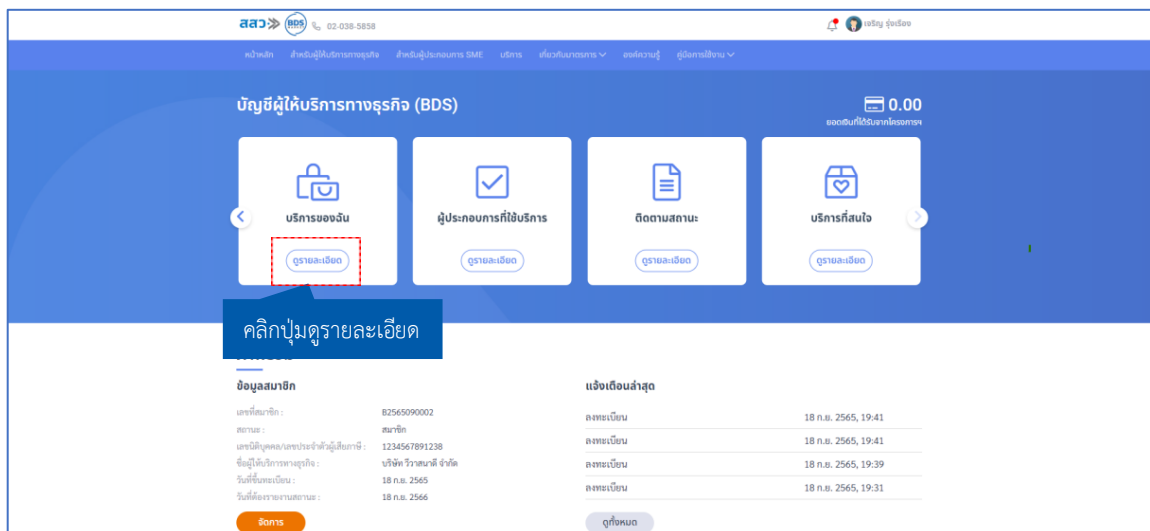 สสว BDS 02-038-5858 เจริญ รุ่งเรือง
หน้าหลัก สำหรับผู้ให้บริการทางธุรกิจ สำหรับผู้ประกอบการ SME บริการ เกี่ยวกับมาตรการ องค์ความรู้ คู่มือการใช้งาน
บัญชีผู้ให้บริการทางธุรกิจ (BDS) 0.00
ยอดเงินที่ได้รับจากโครงการฯ
บริการของฉัน ผู้ประกอบการที่ใช้บริการ ติดตามสถานะ บริการที่สนใจ
ดูรายละเอียด ดูรายละเอียด ดูรายละเอียด ดูรายละเอียด
คลิกปุ่มดูรายละเอียด
ข้อมูลสมาชิก
เลขที่สมาชิก : B2565090002
สถานะ : สมาชิก
เลขนิติบุคคล/เลขประจำตัวผู้เสียภาษี : 1234567891238
ชื่อผู้ให้บริการทางธุรกิจ : บริษัท วีวาสนาดี จำกัด
วันที่ขึ้นทะเบียน : 18 ก.ย. 2565
วันที่ต้องรายงานสถานะ : 18 ก.ย. 2566
จัดการ
แจ้งเตือนล่าสุด
ลงทะเบียน 18 ก.ย. 2565, 19:41
ลงทะเบียน 18 ก.ย. 2565, 19:41
ลงทะเบียน 18 ก.ย. 2565, 19:39
ลงทะเบียน 18 ก.ย. 2565, 19:31
ดูทั้งหมด